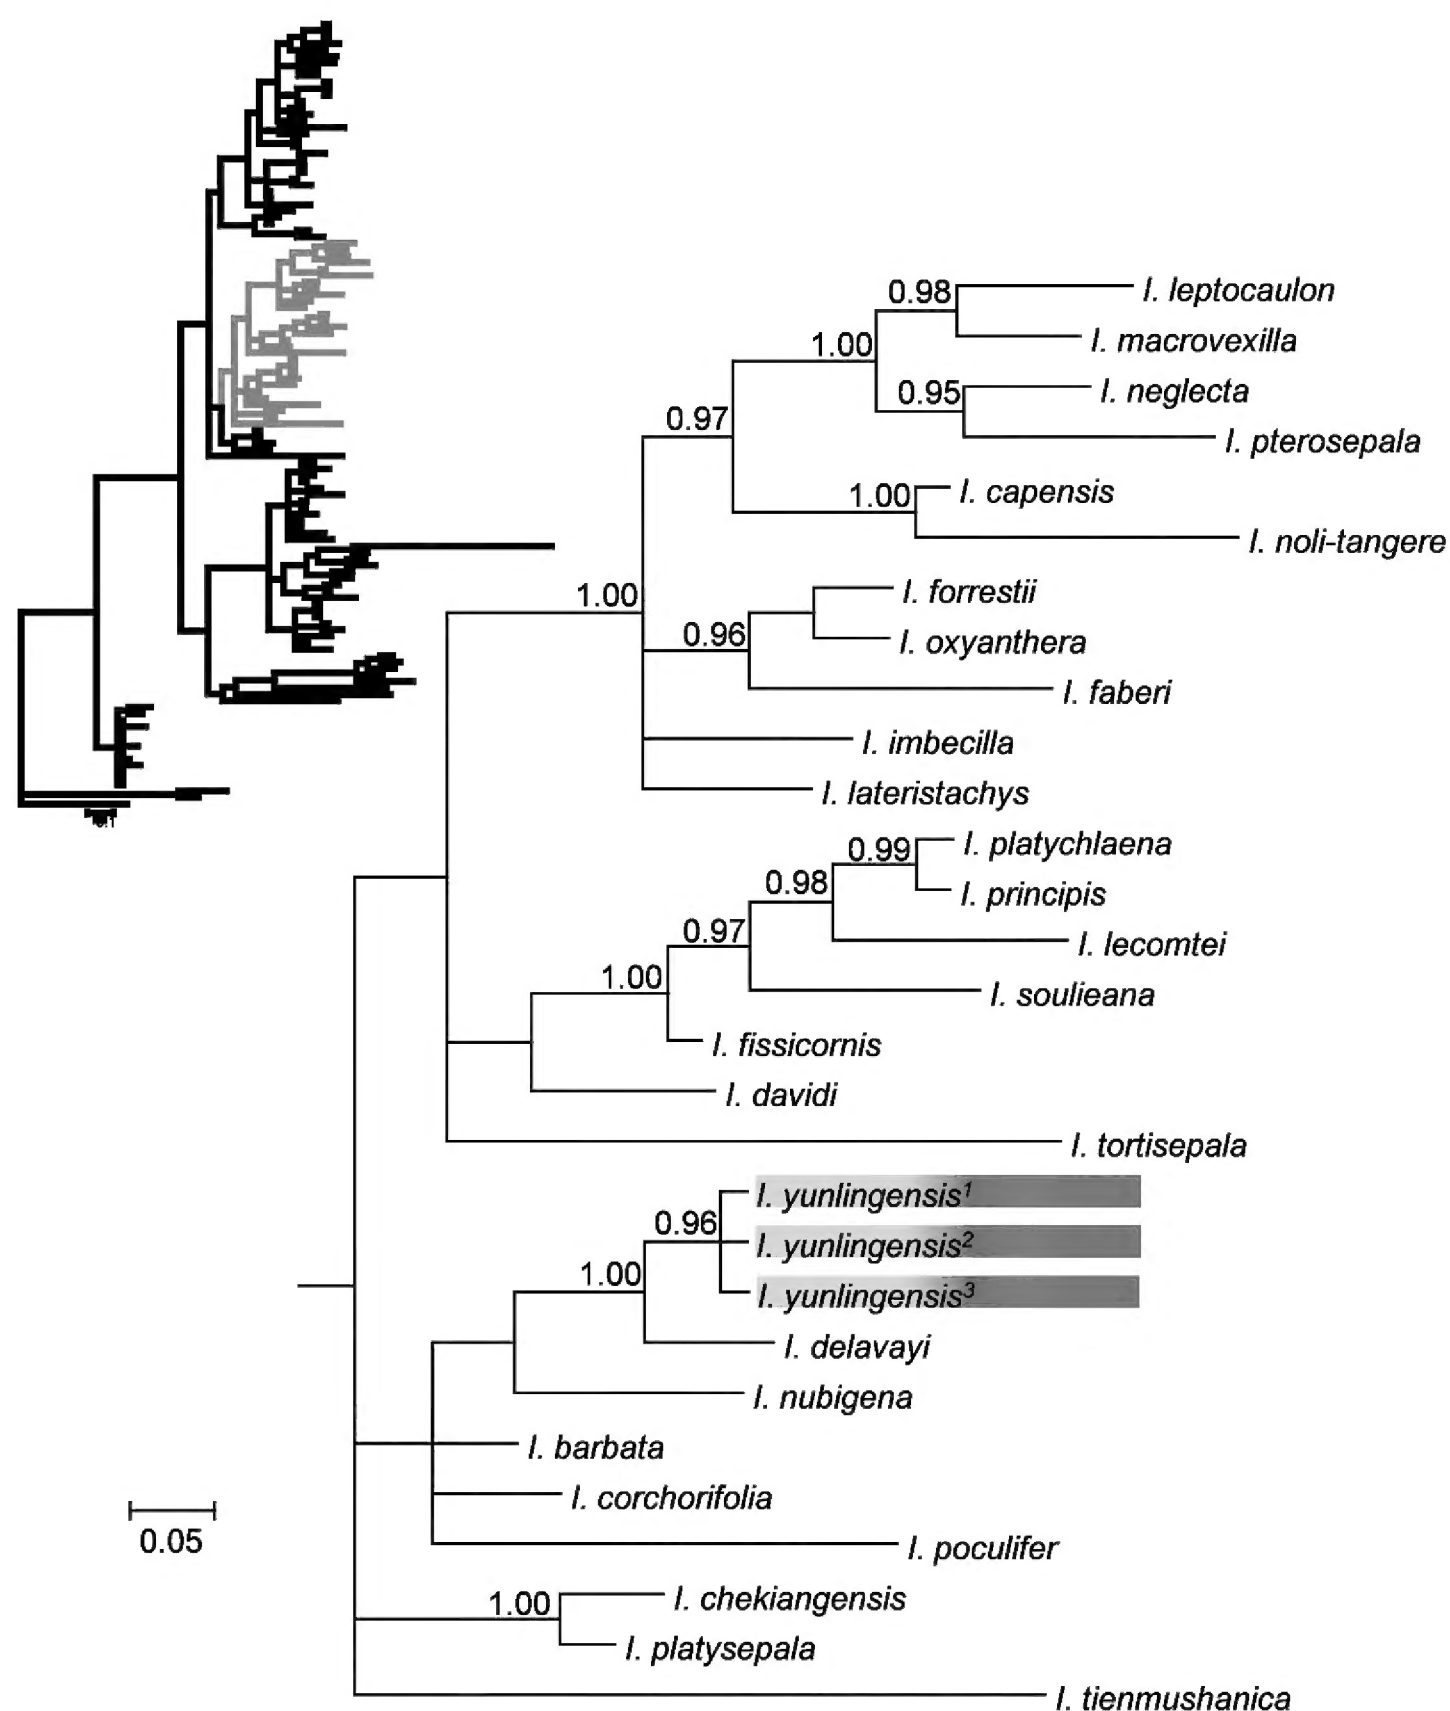 0.98
I. leptocaulon
1.00
I. macrovexilla
0.95
I. neglecta
0.97
I. pterosepala
1.00
I. capensis
I. noli-tangere
1.00
I. forrestii
0.96
I. oxyanthera
I. faberi
I. imbecilla
I. lateristachys
0.99
I. platychlaena
0.98
I. principis
0.97
I. lecomtei
1.00
I. soulieana
I. fissicornis
I. davidi
I. tortisepala
I. yunlingensis¹
0.96
I. yunlingensis²
1.00
I. yunlingensis³
I. delavayi
I. nubigena
I. barbata
I. corchorifolia
0.05
I. poculifer
1.00
I. chekiangensis
I. platysepala
I. tienmushanica